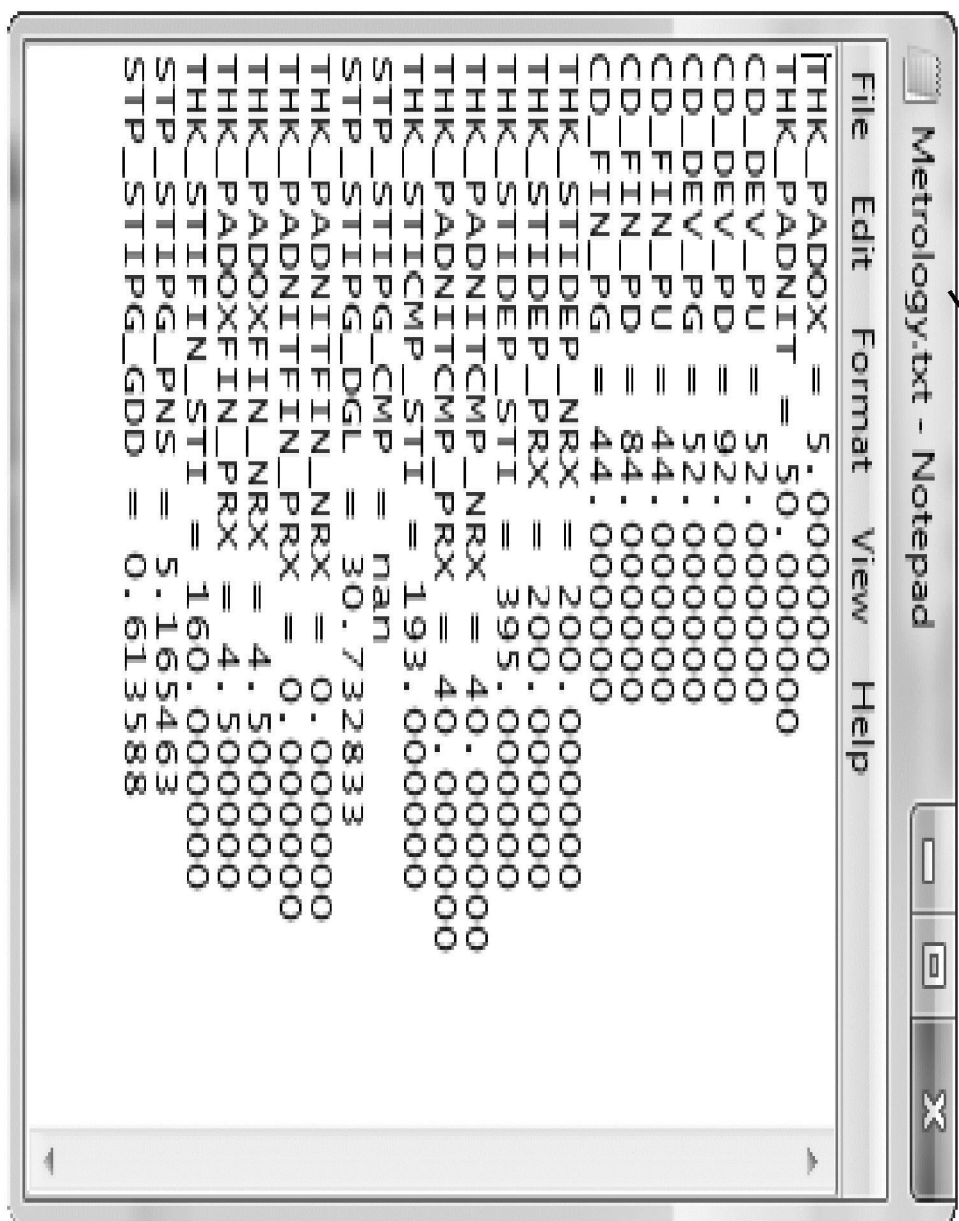 Metrology.txt - Notepad
File Edit Format View Help
THK_PADOX = 5.000000
THK_PADNIT = 50.000000
CD_DEV_PU = 52.000000
CD_DEV_PD = 92.000000
CD_DEV_PG = 52.000000
CD_FIN_PU = 44.000000
CD_FIN_PD = 84.000000
CD_FIN_PG = 44.000000
THK_STIDEP_NRX = 200.000000
THK_STIDEP_PRX = 200.000000
THK_STIDEP_STI = 395.000000
THK_PADNITCMP_NRX = 40.000000
THK_PADNITCMP_PRX = 40.000000
THK_STICMP_STI = 193.000000
STP_STIPG_CMP = nan
STP_STIPG_DGL = 30.732833
THK_PADNITFIN_NRX = 0.000000
THK_PADNITFIN_PRX = 0.000000
THK_PADOXFIN_NRX = 4.500000
THK_PADOXFIN_PRX = 4.500000
THK_STIFIN_STI = 160.000000
STP_STIPG_PNS = 5.165463
STP_STIPG_GDD = 0.613588